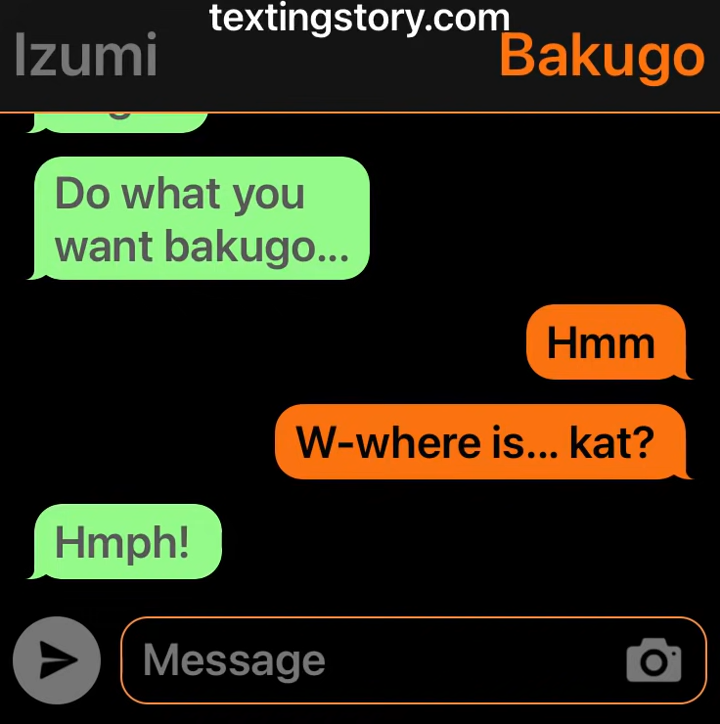 textingstory.com
Izumi
Bakugo
Do what you
want bakugo...
Hmm
W-where is... kat?
Hmph!
Message